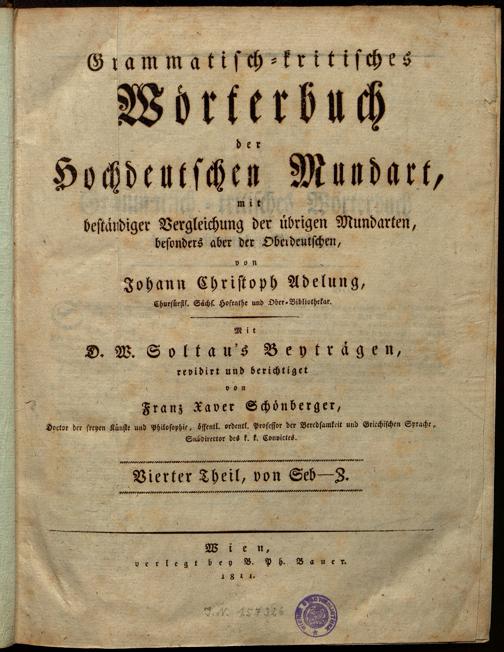 Grammatisch-kritisches
Wörterbuch
der
Hochdeutschen Mundart,
mit
beständiger Vergleichung der übrigen Mundarten,
besonders aber der Oberdeutschen,
von
Johann Christoph Adelung,
Churfürstl. Sächs. Hofrathe und Ober-Bibliothekar.
Mit
D. W. Soltau's Beyträgen,
revidirt und berichtiget
von
Franz Xaver Schönberger,
Doctor der freyen Künste und Philosophie, öffentl. ordentl. Professor der Beredsamkeit und Griechischen Sprache,
k. k. Convictes.
Vierter Theil, von Seb—Z.
Wien,
verlegt bey B. Ph. Bauer.
1811.
J.N. 157326